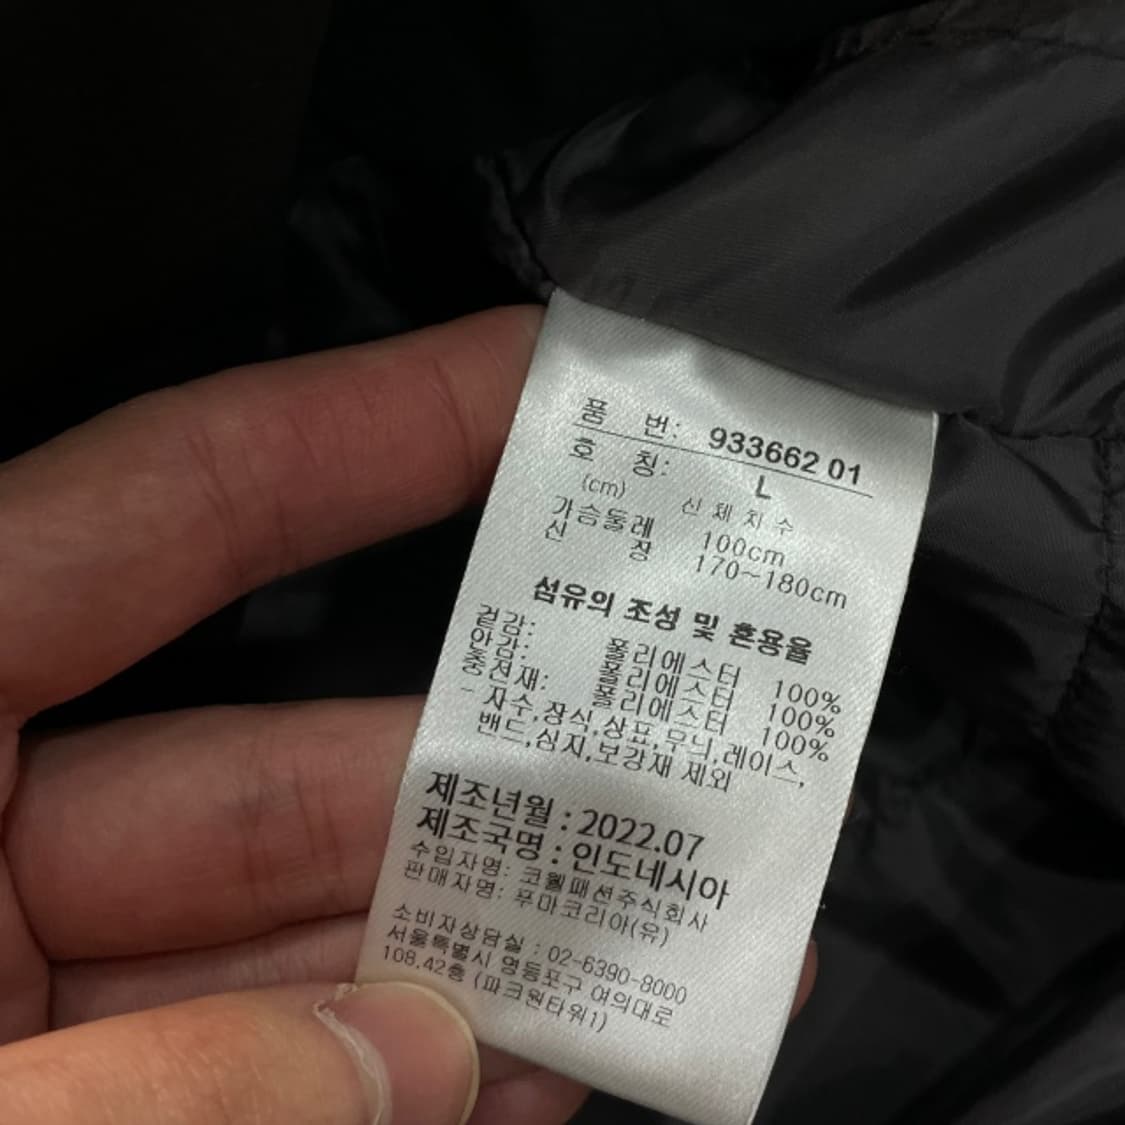 품 번: 933662 01
호 칭: L
(cm) 신체치수
가슴둘레 100cm
신 장 170~180cm
섬유의 조성 및 혼용율
겉감: 폴리에스터 100%
안감: 폴리에스터 100%
충전재: 폴리에스터 100%
- 자수,장식,상표,무늬,레이스,
밴드,심지,보강재 제외
제조년월 : 2022.07
제조국명 : 인도네시아
수입자명: 코웰패션주식회사
판매자명: 푸마코리아(유)
소비자상담실 : 02-6390-8000
서울특별시 영등포구 여의대로
108,42층 (파크원타워1)